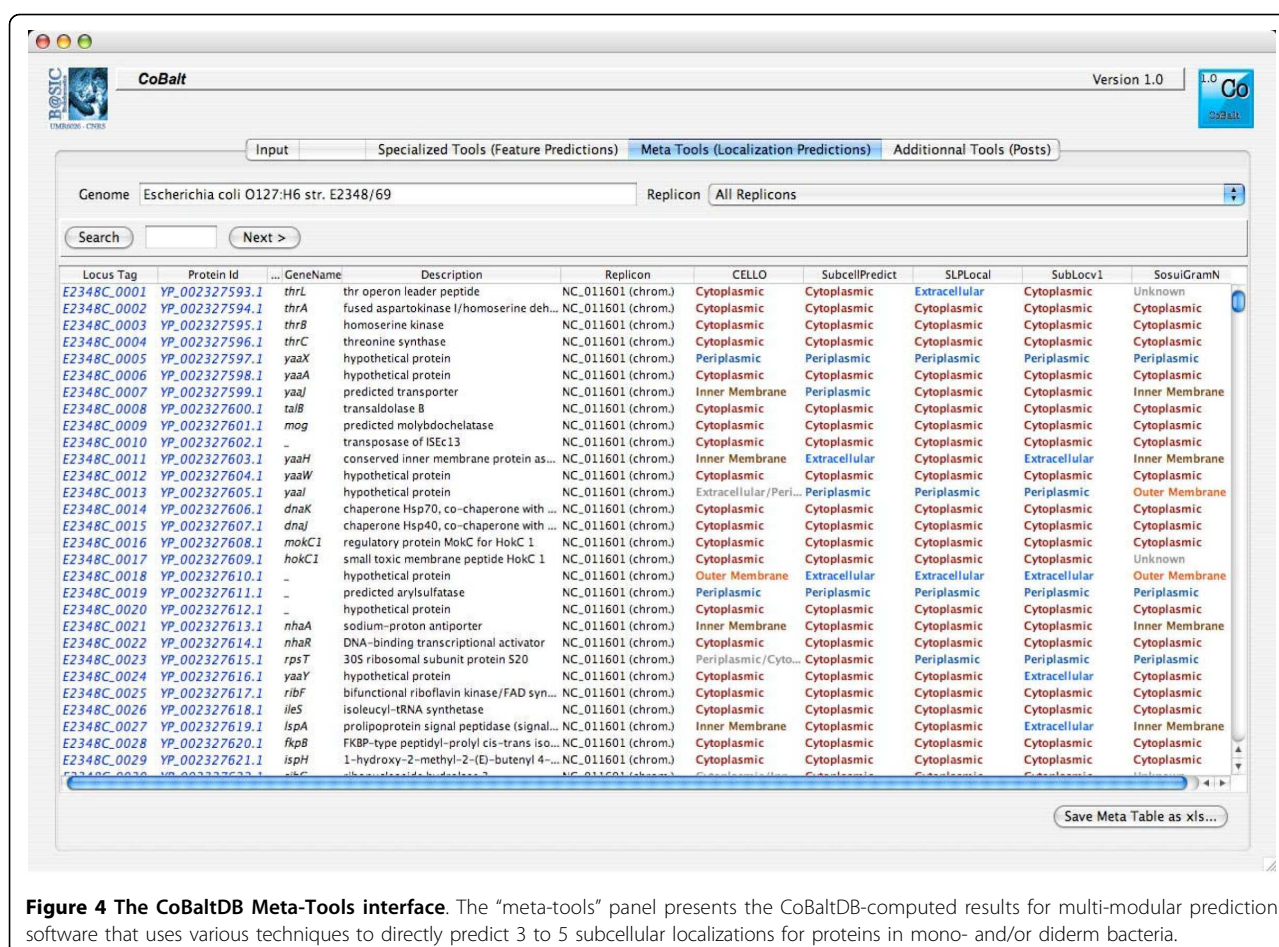 CoBalt
Version 1.0
B@SIC
UMR6026 - CNRS
1.0
Co
CoBalt
Input
Specialized Tools (Feature Predictions)
Meta Tools (Localization Predictions)
Additionnal Tools (Posts)
Genome Escherichia coli O127:H6 str. E2348/69 Replicon All Replicons
Search Next >
Locus Tag Protein Id ... GeneName Description Replicon CELLO SubcellPredict SLPLocal SubLocv1 SosuiGramN
E2348C_0001 YP_002327593.1 thrL thr operon leader peptide NC_011601 (chrom.) Cytoplasmic Cytoplasmic Extracellular Cytoplasmic Unknown
E2348C_0002 YP_002327594.1 thrA fused aspartokinase I/homoserine deh... NC_011601 (chrom.) Cytoplasmic Cytoplasmic Cytoplasmic Cytoplasmic Cytoplasmic
E2348C_0003 YP_002327595.1 thrB homoserine kinase NC_011601 (chrom.) Cytoplasmic Cytoplasmic Cytoplasmic Cytoplasmic Cytoplasmic
E2348C_0004 YP_002327596.1 thrC threonine synthase NC_011601 (chrom.) Cytoplasmic Cytoplasmic Cytoplasmic Cytoplasmic Cytoplasmic
E2348C_0005 YP_002327597.1 yaaX hypothetical protein NC_011601 (chrom.) Periplasmic Periplasmic Periplasmic Periplasmic Periplasmic
E2348C_0006 YP_002327598.1 yaaA hypothetical protein NC_011601 (chrom.) Cytoplasmic Cytoplasmic Cytoplasmic Cytoplasmic Cytoplasmic
E2348C_0007 YP_002327599.1 yaaJ predicted transporter NC_011601 (chrom.) Inner Membrane Periplasmic Cytoplasmic Cytoplasmic Inner Membrane
E2348C_0008 YP_002327600.1 talB transaldolase B NC_011601 (chrom.) Cytoplasmic Cytoplasmic Cytoplasmic Cytoplasmic Cytoplasmic
E2348C_0009 YP_002327601.1 mog predicted molybdochelatase NC_011601 (chrom.) Cytoplasmic Cytoplasmic Cytoplasmic Cytoplasmic Cytoplasmic
E2348C_0010 YP_002327602.1 _ transposase of ISEc13 NC_011601 (chrom.) Cytoplasmic Cytoplasmic Cytoplasmic Cytoplasmic Cytoplasmic
E2348C_0011 YP_002327603.1 yaaH conserved inner membrane protein as... NC_011601 (chrom.) Inner Membrane Extracellular Cytoplasmic Extracellular Inner Membrane
E2348C_0012 YP_002327604.1 yaaW hypothetical protein NC_011601 (chrom.) Cytoplasmic Cytoplasmic Cytoplasmic Cytoplasmic Cytoplasmic
E2348C_0013 YP_002327605.1 yaaI hypothetical protein NC_011601 (chrom.) Extracellular/Peri... Periplasmic Periplasmic Periplasmic Outer Membrane
E2348C_0014 YP_002327606.1 dnaK chaperone Hsp70, co-chaperone with ... NC_011601 (chrom.) Cytoplasmic Cytoplasmic Cytoplasmic Cytoplasmic Cytoplasmic
E2348C_0015 YP_002327607.1 dnaJ chaperone Hsp40, co-chaperone with ... NC_011601 (chrom.) Cytoplasmic Cytoplasmic Cytoplasmic Cytoplasmic Cytoplasmic
E2348C_0016 YP_002327608.1 mokC1 regulatory protein MokC for HokC 1 NC_011601 (chrom.) Cytoplasmic Cytoplasmic Cytoplasmic Cytoplasmic Cytoplasmic
E2348C_0017 YP_002327609.1 hokC1 small toxic membrane peptide HokC 1 NC_011601 (chrom.) Cytoplasmic Cytoplasmic Cytoplasmic Cytoplasmic Unknown
E2348C_0018 YP_002327610.1 _ hypothetical protein NC_011601 (chrom.) Outer Membrane Extracellular Extracellular Extracellular Outer Membrane
E2348C_0019 YP_002327611.1 _ predicted arylsulfatase NC_011601 (chrom.) Periplasmic Periplasmic Periplasmic Periplasmic Periplasmic
E2348C_0020 YP_002327612.1 _ hypothetical protein NC_011601 (chrom.) Cytoplasmic Cytoplasmic Cytoplasmic Cytoplasmic Cytoplasmic
E2348C_0021 YP_002327613.1 nhaA sodium-proton antiporter NC_011601 (chrom.) Inner Membrane Cytoplasmic Cytoplasmic Cytoplasmic Inner Membrane
E2348C_0022 YP_002327614.1 nhaR DNA-binding transcriptional activator NC_011601 (chrom.) Cytoplasmic Cytoplasmic Cytoplasmic Cytoplasmic Cytoplasmic
E2348C_0023 YP_002327615.1 rpsT 30S ribosomal subunit protein S20 NC_011601 (chrom.) Periplasmic/Cyto... Cytoplasmic Periplasmic Periplasmic Periplasmic
E2348C_0024 YP_002327616.1 yaaY hypothetical protein NC_011601 (chrom.) Cytoplasmic Cytoplasmic Cytoplasmic Extracellular Cytoplasmic
E2348C_0025 YP_002327617.1 ribF bifunctional riboflavin kinase/FAD syn... NC_011601 (chrom.) Cytoplasmic Cytoplasmic Cytoplasmic Cytoplasmic Cytoplasmic
E2348C_0026 YP_002327618.1 ileS isoleucyl-tRNA synthetase NC_011601 (chrom.) Cytoplasmic Cytoplasmic Cytoplasmic Cytoplasmic Cytoplasmic
E2348C_0027 YP_002327619.1 lspA prolipoprotein signal peptidase (signal... NC_011601 (chrom.) Inner Membrane Cytoplasmic Cytoplasmic Extracellular Inner Membrane
E2348C_0028 YP_002327620.1 fkpB FKBP-type peptidyl-prolyl cis-trans iso... NC_011601 (chrom.) Cytoplasmic Cytoplasmic Cytoplasmic Cytoplasmic Cytoplasmic
E2348C_0029 YP_002327621.1 ispH 1-hydroxy-2-methyl-2-(E)-butenyl 4-... NC_011601 (chrom.) Cytoplasmic Cytoplasmic Cytoplasmic Cytoplasmic Cytoplasmic
Save Meta Table as xls...
Figure 4 The CoBaltDB Meta-Tools interface. The “meta-tools” panel presents the CoBaltDB-computed results for multi-modular prediction
software that uses various techniques to directly predict 3 to 5 subcellular localizations for proteins in mono- and/or diderm bacteria.